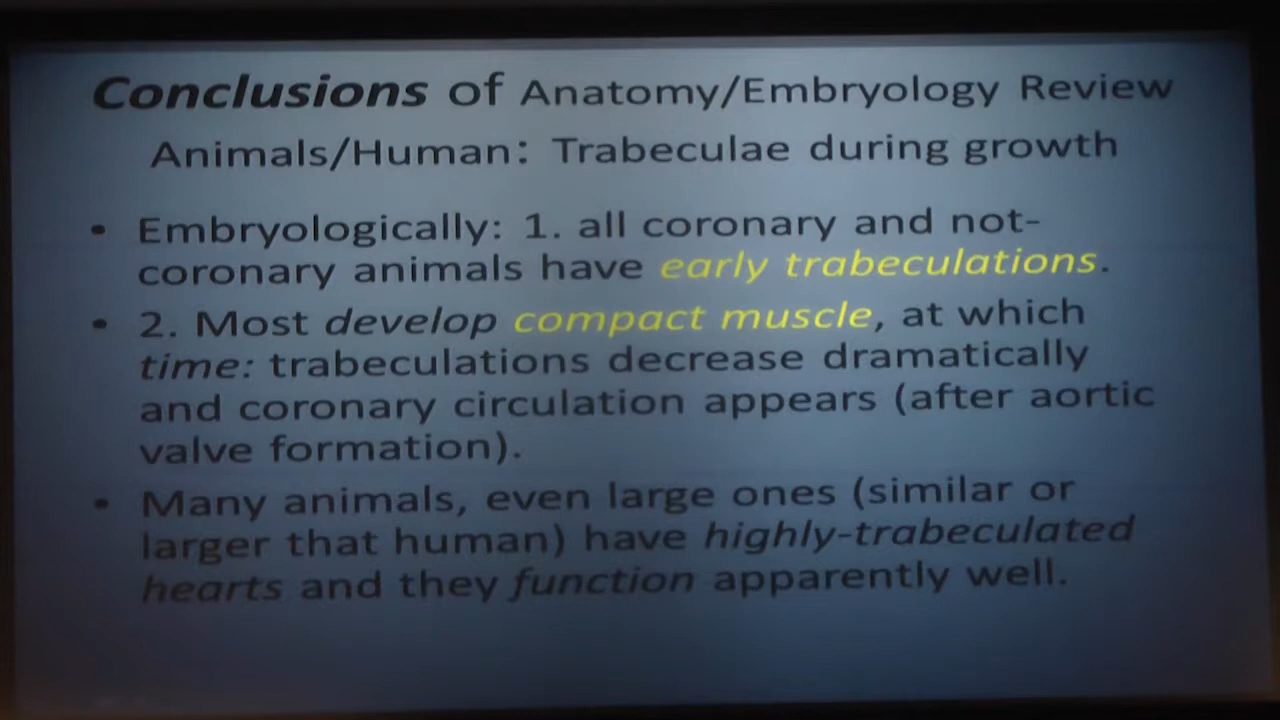 Conclusions of Anatomy/Embryology Review
Animals/Human: Trabeculae during growth
• Embryologically: 1. all coronary and not-
coronary animals have early trabeculations.
• 2. Most develop compact muscle, at which
time: trabeculations decrease dramatically
and coronary circulation appears (after aortic
valve formation).
• Many animals, even large ones (similar or
larger that human) have highly-trabeculated
hearts and they function apparently well.